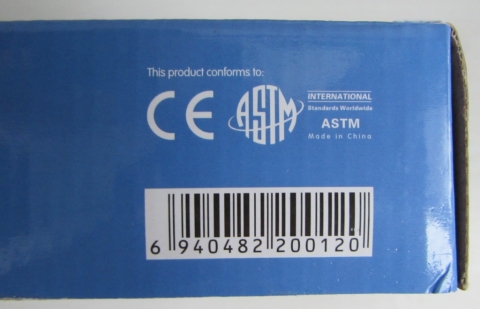 This product conforms to:
CE ASTM
INTERNATIONAL
Standards Worldwide
ASTM
Made in China
6 940482 200120